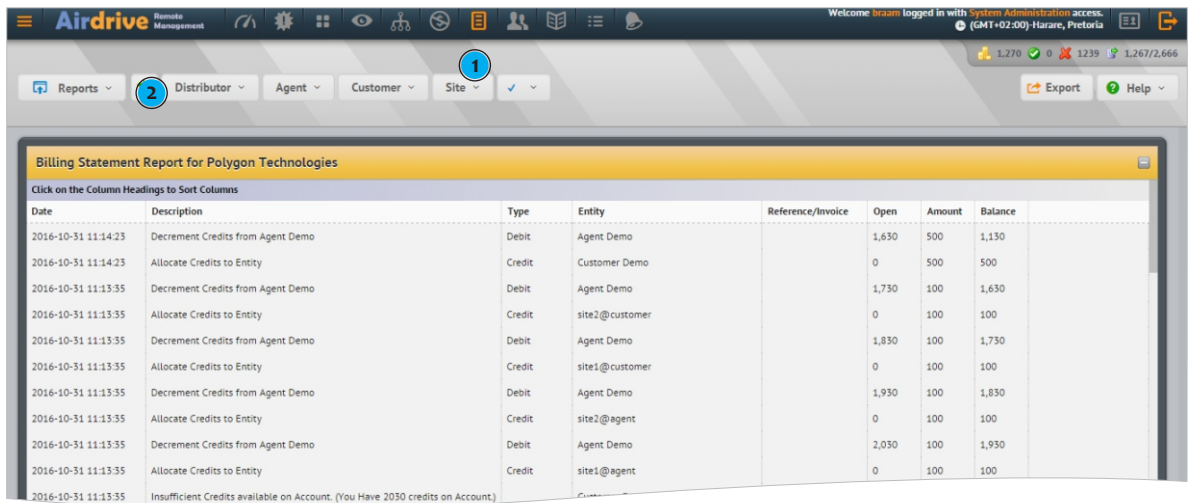 Airdrive Remote Management
Welcome braam logged in with System Administration access.
(GMT+02:00)-Harare, Pretoria
1,270 0 1239 1,267/2,666
1
Reports 2 Distributor Agent Customer Site Export Help
Billing Statement Report for Polygon Technologies
Click on the Column Headings to Sort Columns
Date Description Type Entity Reference/Invoice Open Amount Balance
2016-10-31 11:14:23 Decrement Credits from Agent Demo Debit Agent Demo 1,630 500 1,130
2016-10-31 11:14:23 Allocate Credits to Entity Credit Customer Demo 0 500 500
2016-10-31 11:13:35 Decrement Credits from Agent Demo Debit Agent Demo 1,730 100 1,630
2016-10-31 11:13:35 Allocate Credits to Entity Credit site2@customer 0 100 100
2016-10-31 11:13:35 Decrement Credits from Agent Demo Debit Agent Demo 1,830 100 1,730
2016-10-31 11:13:35 Allocate Credits to Entity Credit site1@customer 0 100 100
2016-10-31 11:13:35 Decrement Credits from Agent Demo Debit Agent Demo 1,930 100 1,830
2016-10-31 11:13:35 Allocate Credits to Entity Credit site2@agent 0 100 100
2016-10-31 11:13:35 Decrement Credits from Agent Demo Debit Agent Demo 2,030 100 1,930
2016-10-31 11:13:35 Allocate Credits to Entity Credit site1@agent 0 100 100
2016-10-31 11:13:35 Insufficient Credits available on Account. (You Have 2030 credits on Account.)